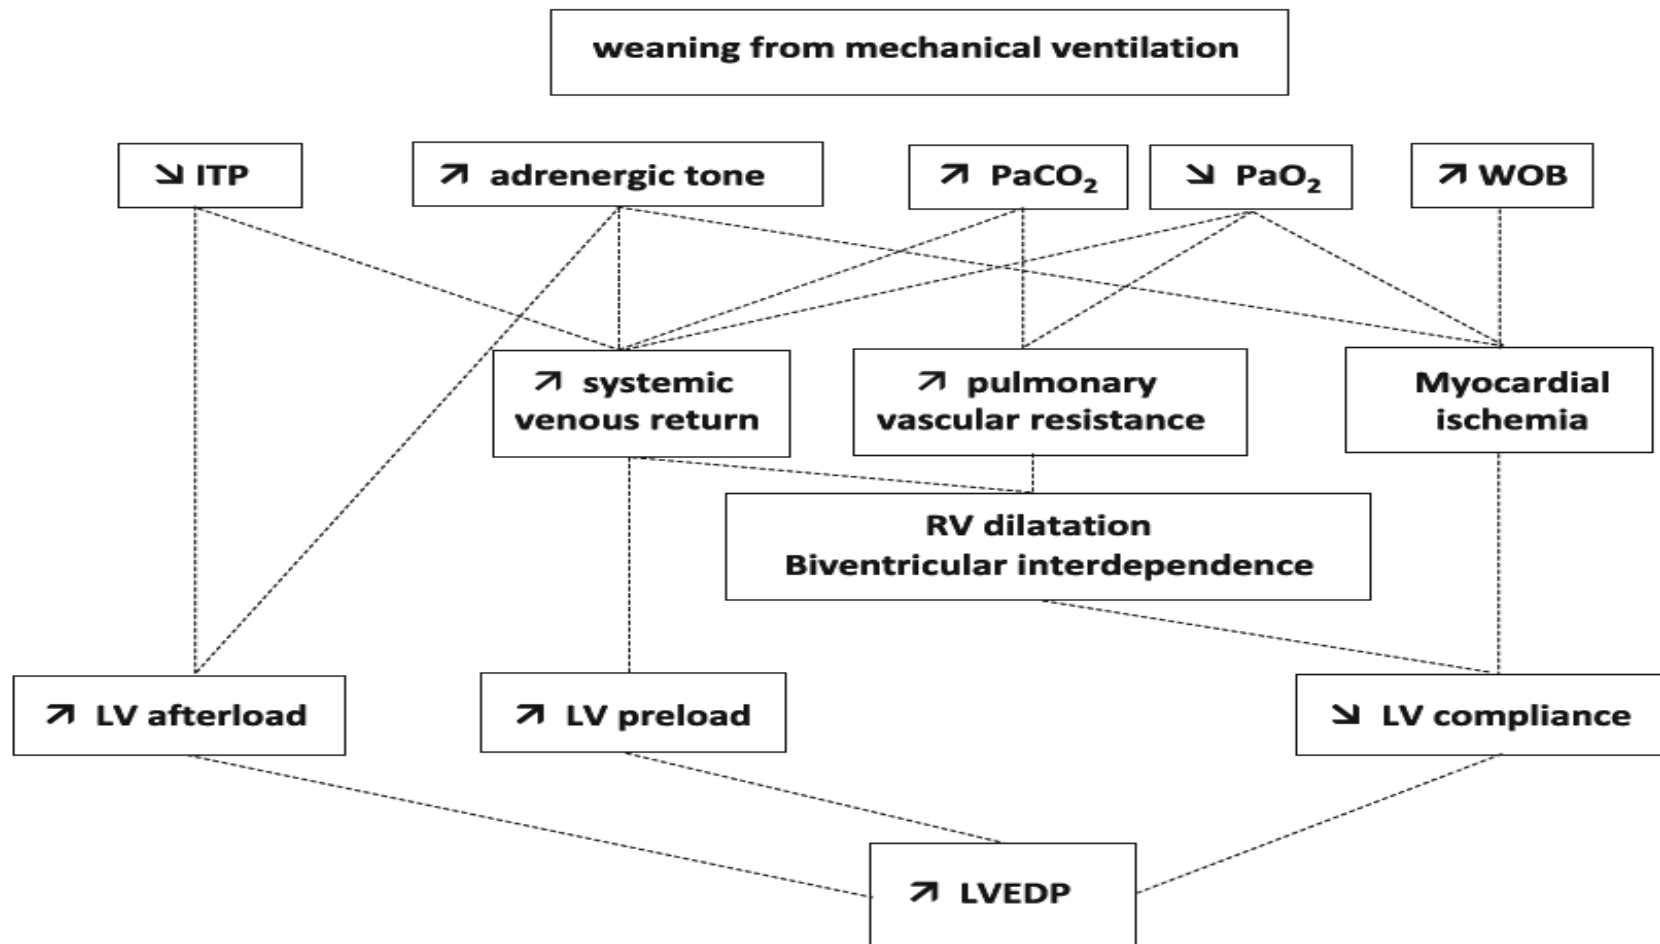 weaning from mechanical ventilation
↘ ITP
↗ adrenergic tone
↗ PaCO₂
↘ PaO₂
↗ WOB
↗ systemic
venous return
↗ pulmonary
vascular resistance
Myocardial
ischemia
RV dilatation
Biventricular interdependence
↗ LV afterload
↗ LV preload
↘ LV compliance
↗ LVEDP